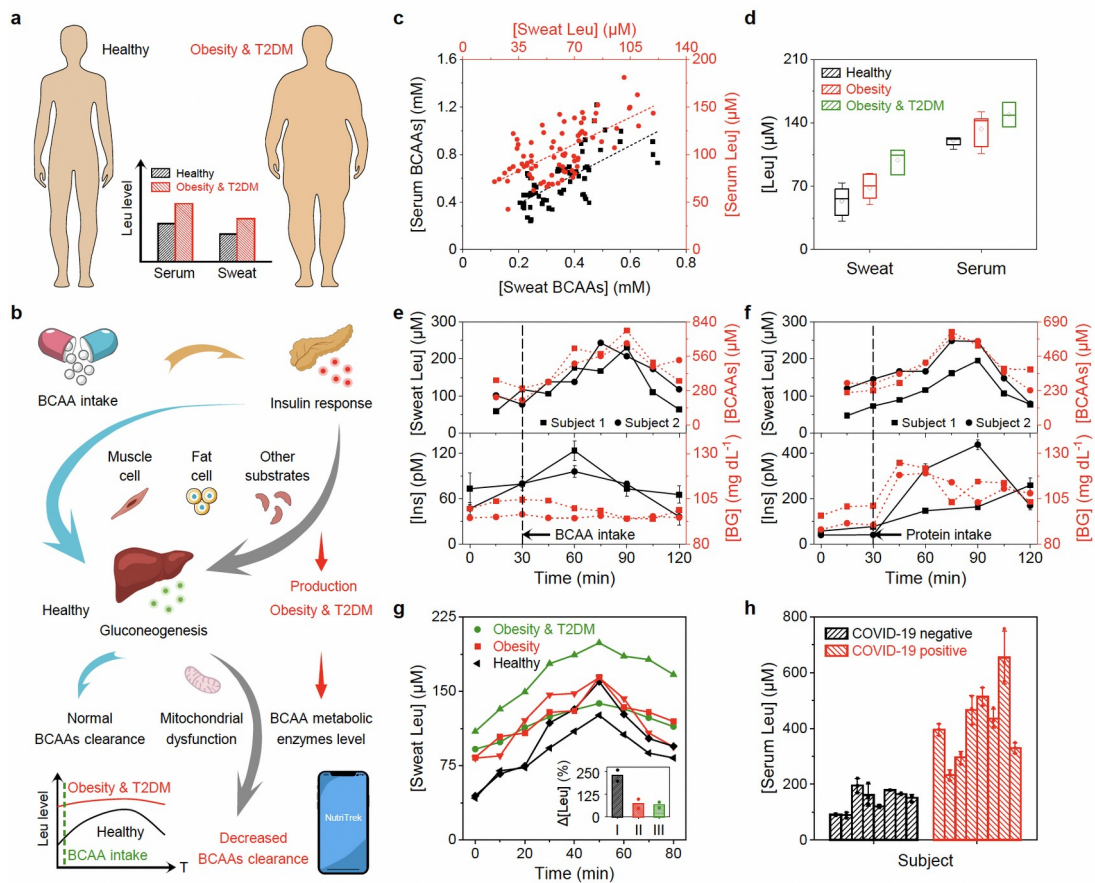 a
Healthy
Obesity & T2DM
Leu level
Healthy
Obesity & T2DM
Serum
Sweat
b
BCAA intake
Insulin response
Muscle
cell
Fat
cell
Other
substrates
Production
Healthy
Obesity & T2DM
Gluconeogenesis
Normal
BCAAs clearance
Mitochondrial
dysfunction
BCAA metabolic
enzymes level
Leu level
Obesity & T2DM
Healthy
BCAA intake
T
Decreased
BCAAs clearance
NutriTrek
c
[Sweat Leu] (µM)
0 35 70 105 140
[Serum BCAAs] (mM)
1.6
1.2
0.8
0.4
0
[Serum Leu] (µM)
200
150
100
50
0
0 0.2 0.4 0.6 0.8
[Sweat BCAAs] (mM)
d
[Leu] (µM)
210
140
70
0
Healthy
Obesity
Obesity & T2DM
Sweat
Serum
e
[Sweat Leu] (µM)
300
200
100
0
[BCAAs] (µM)
840
560
280
0
Subject 1
Subject 2
[Ins] (pM)
120
80
40
0
[BG] (mg dL⁻¹)
130
105
80
BCAA intake
0 15 30 45 60 75 90 105 120
Time (min)
f
[Sweat Leu] (µM)
300
200
100
0
[BCAAs] (µM)
690
460
230
0
Subject 1
Subject 2
[Ins] (pM)
400
200
0
[BG] (mg dL⁻¹)
130
105
80
Protein intake
0 15 30 45 60 75 90 105 120
Time (min)
g
[Sweat Leu] (µM)
225
150
75
0
Obesity & T2DM
Obesity
Healthy
Δ[Leu] (%)
250
0
I II III
0 20 40 60 80
Time (min)
h
[Serum Leu] (µM)
800
600
400
200
0
COVID-19 negative
COVID-19 positive
Subject